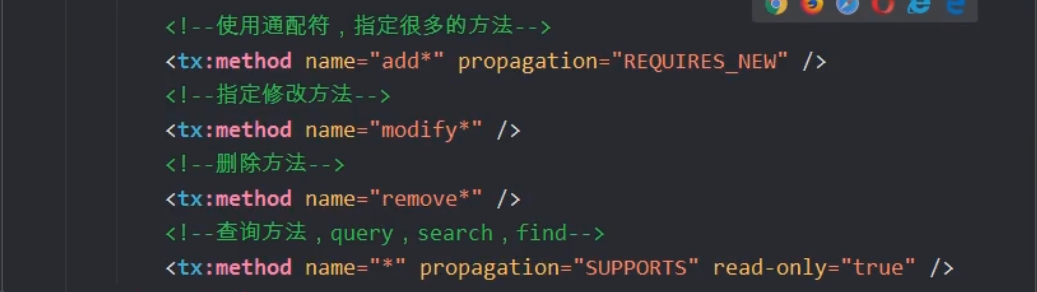 <!--使用通配符，指定很多的方法-->
<tx:method name="add*" propagation="REQUIRES_NEW" />
<!--指定修改方法-->
<tx:method name="modify*" />
<!--删除方法-->
<tx:method name="remove*" />
<!--查询方法，query，search，find-->
<tx:method name="*" propagation="SUPPORTS" read-only="true" />